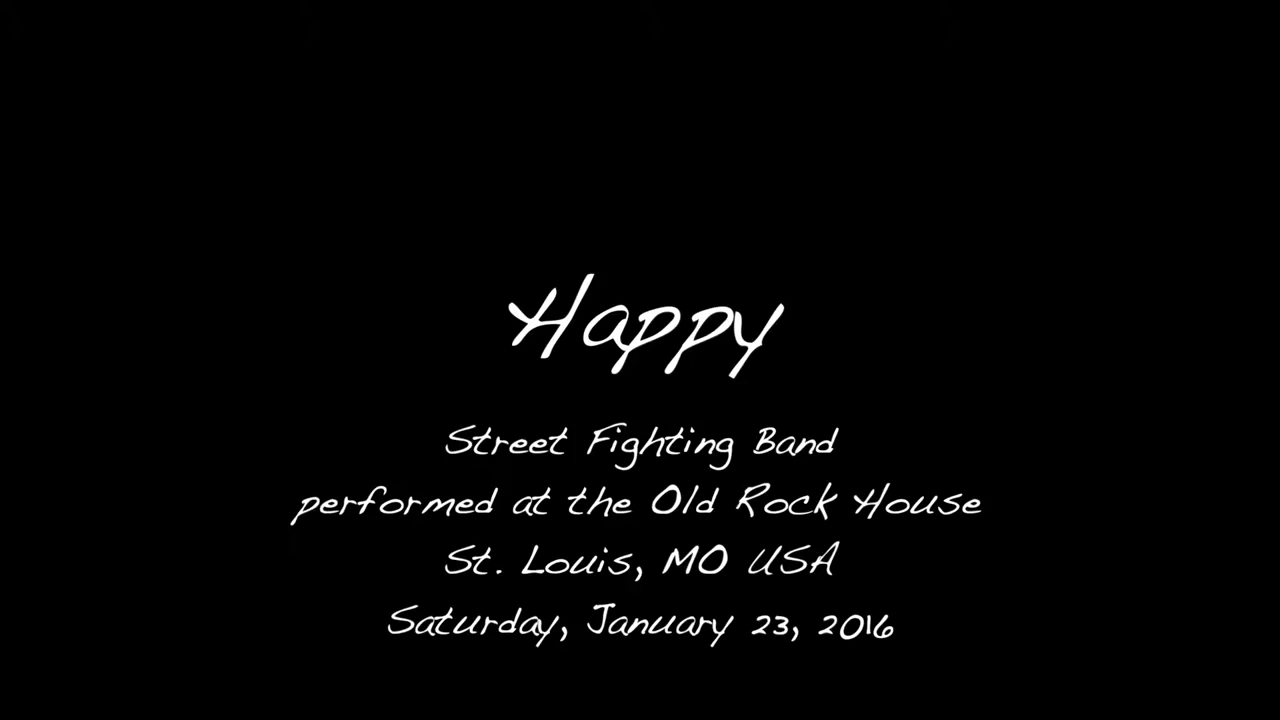 Happy
Street Fighting Band
performed at the Old Rock House
St. Louis, MO USA
Saturday, January 23, 2016